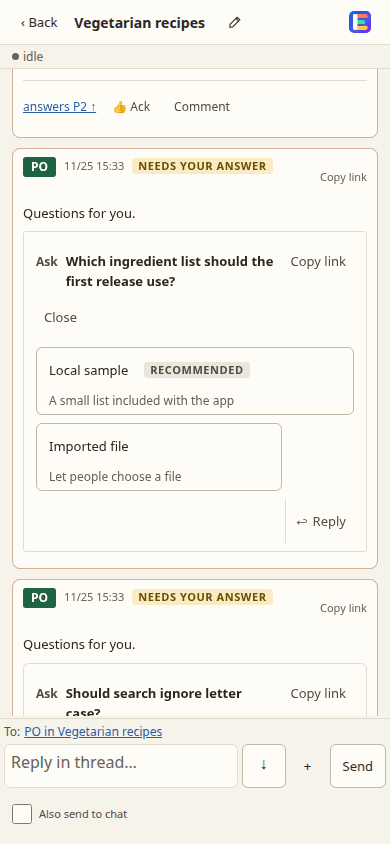 ‹ Back Vegetarian recipes
idle
answers P2 ↑ 👍 Ack Comment
PO 11/25 15:33 NEEDS YOUR ANSWER
Copy link
Questions for you.
Ask Which ingredient list should the Copy link
first release use?
Close
Local sample RECOMMENDED
A small list included with the app
Imported file
Let people choose a file
↩ Reply
PO 11/25 15:33 NEEDS YOUR ANSWER
Copy link
Questions for you.
Ask Should search ignore letter Copy link
case?
To: PO in Vegetarian recipes
Reply in thread... ↓ + Send
Also send to chat